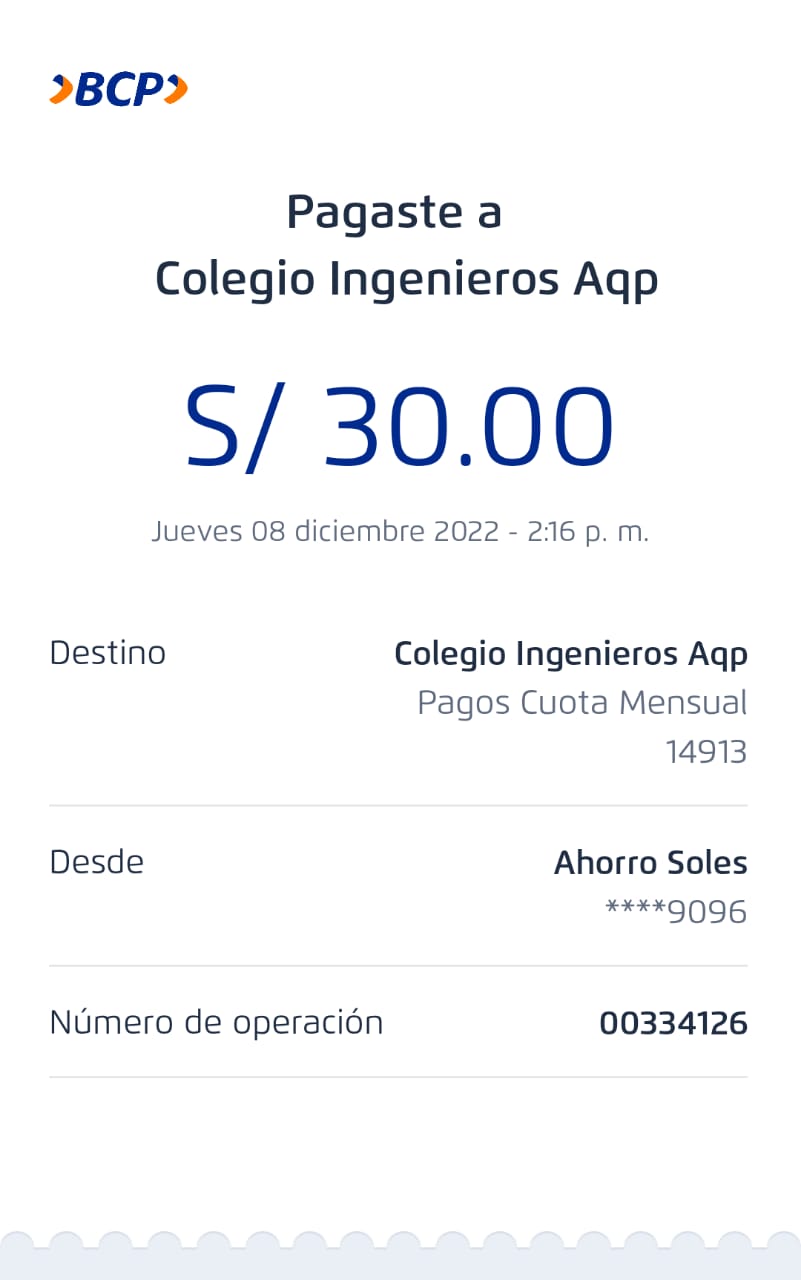 BCP
Pagaste a
Colegio Ingenieros Aqp
S/ 30.00
Jueves 08 diciembre 2022 - 2:16 p. m.
Destino
Colegio Ingenieros Aqp
Pagos Cuota Mensual
14913
Desde
Ahorro Soles
****9096
Número de operación
00334126